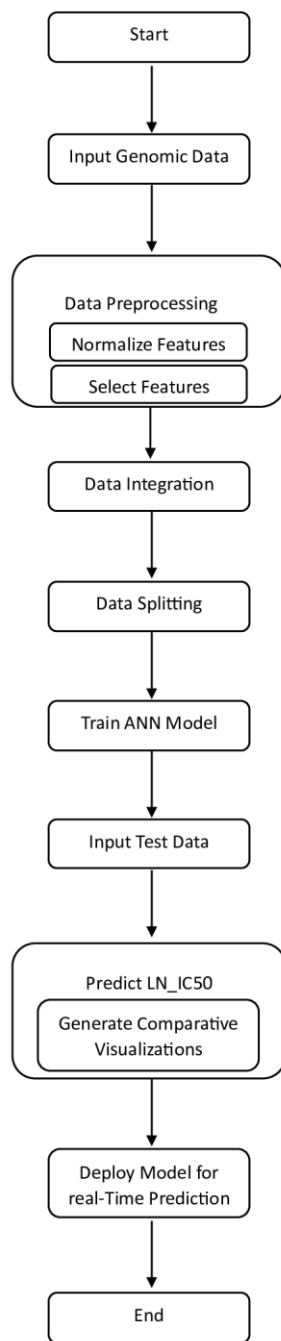 Start
Input Genomic Data
Data Preprocessing
Normalize Features
Select Features
Data Integration
Data Splitting
Train ANN Model
Input Test Data
Predict LN_IC50
Generate Comparative
Visualizations
Deploy Model for
real-Time Prediction
End